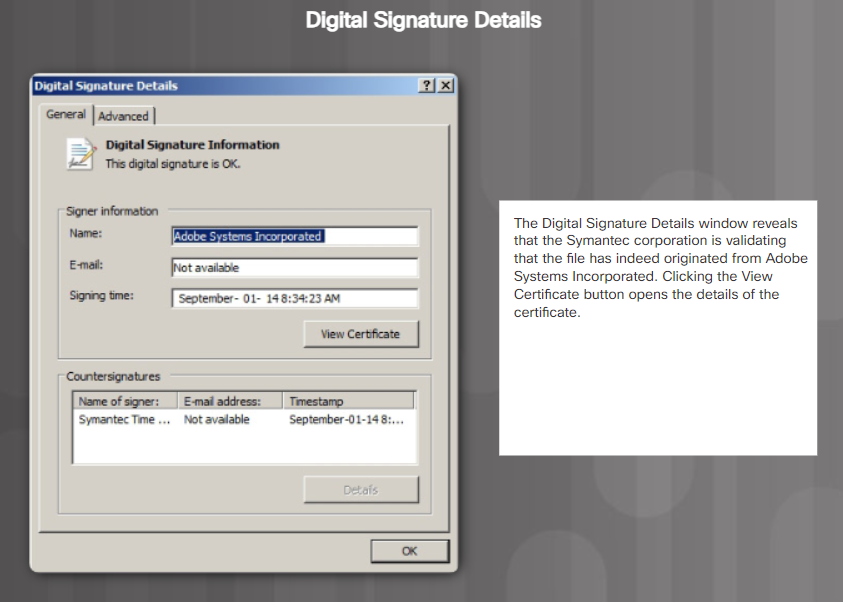 Digital Signature Details
Digital Signature Details
General Advanced
Digital Signature Information
This digital signature is OK.
Signer information
Name: Adobe Systems Incorporated
E-mail: Not available
Signing time: September- 01- 14 8:34:23 AM
View Certificate
Countersignatures
Name of signer: E-mail address: Timestamp
Symantec Time ... Not available September-01-14 8:...
Details
OK
The Digital Signature Details window reveals
that the Symantec corporation is validating
that the file has indeed originated from Adobe
Systems Incorporated. Clicking the View
Certificate button opens the details of the
certificate.